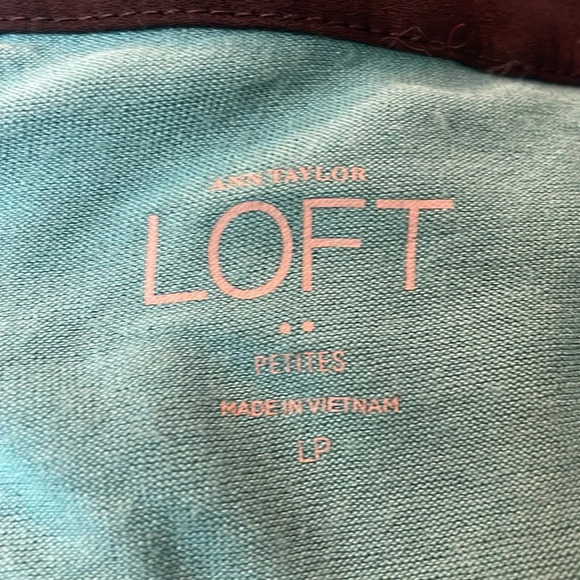 ANN TAYLOR
LOFT
PETITES
MADE IN VIETNAM
LP